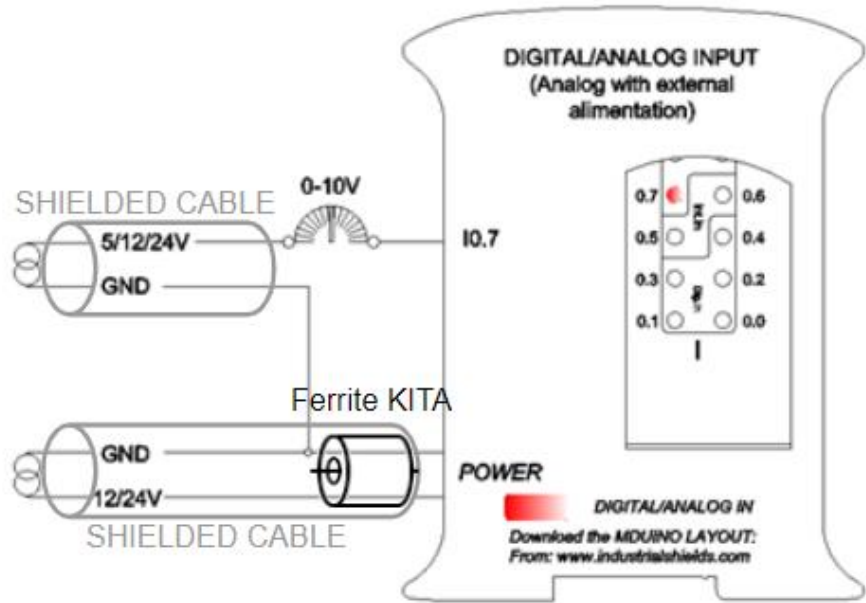 DIGITAL/ANALOG INPUT
(Analog with external
alimentation)
0-10V
SHIELDED CABLE
5/12/24V
I0.7
GND
0.7
0.6
0.5
0.4
0.3
0.2
0.1
0.0
I
Ferrite KITA
GND
12/24V
SHIELDED CABLE
POWER
DIGITAL/ANALOG IN
Download the MDUINO LAYOUT:
From: www.industrialshields.com